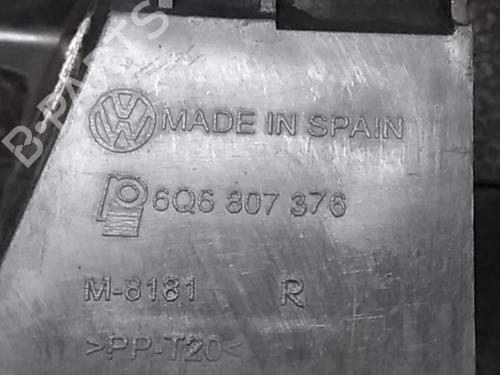 B-PARTS
MADE IN SPAIN
6Q6 807 376
M-8181 R
>PP-T20<